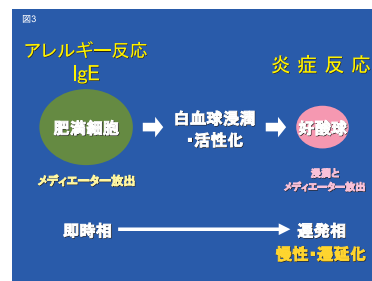 図3
アレルギー反応
IgE
炎症反応
肥満細胞
白血球浸潤
・活性化
好酸球
メディエーター放出
浸潤と
メディエーター放出
即時相
遅発相
慢性・遷延化